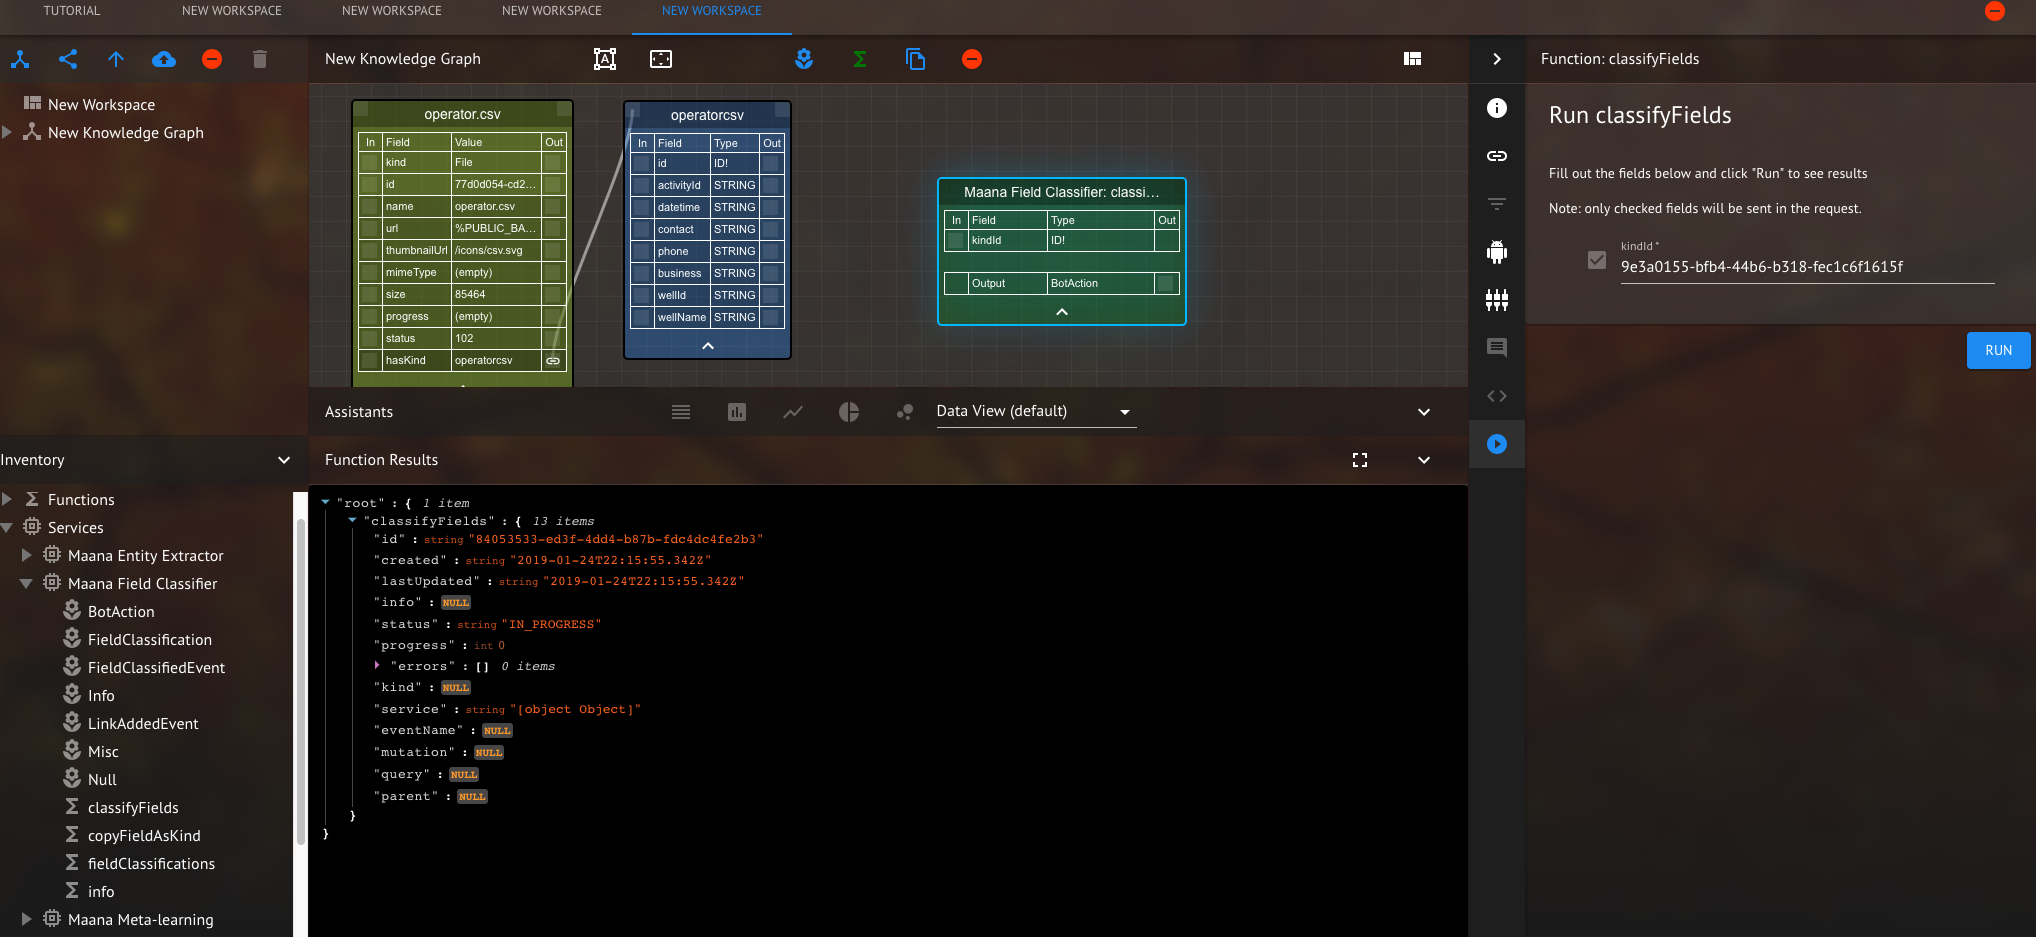 TUTORIAL
NEW WORKSPACE
NEW WORKSPACE
NEW WORKSPACE
NEW WORKSPACE
New Knowledge Graph
Function: classifyFields
New Workspace
New Knowledge Graph
operator.csv
In Field Value Out
kind File
id 77d0d054-cd2...
name operator.csv
url %PUBLIC_BA...
thumbnailUrl /icons/csv.svg
mimeType (empty)
size 85464
progress (empty)
status 102
hasKind operatorcsv
operatorcsv
In Field Type Out
id ID!
activityId STRING
datetime STRING
contact STRING
phone STRING
business STRING
wellId STRING
wellName STRING
Maana Field Classifier: classi...
In Field Type Out
kindId ID!
Output BotAction
Run classifyFields
Fill out the fields below and click "Run" to see results
Note: only checked fields will be sent in the request.
kindId *
9e3a0155-bfb4-44b6-b318-fec1c6f1615f
RUN
Assistants
Data View (default)
Inventory
Functions
Services
Maana Entity Extractor
Maana Field Classifier
BotAction
FieldClassification
FieldClassifiedEvent
Info
LinkAddedEvent
Misc
Null
classifyFields
copyFieldAsKind
fieldClassifications
info
Maana Meta-learning
Function Results
"root" : { 1 item
"classifyFields" : { 13 items
"id" : string "84053533-ed3f-4dd4-b87b-fdc4dc4fe2b3"
"created" : string "2019-01-24T22:15:55.342Z"
"lastUpdated" : string "2019-01-24T22:15:55.342Z"
"info" : NULL
"status" : string "IN_PROGRESS"
"progress" : int 0
"errors" : [] 0 items
"kind" : NULL
"service" : string "[object Object]"
"eventName" : NULL
"mutation" : NULL
"query" : NULL
"parent" : NULL
}
}